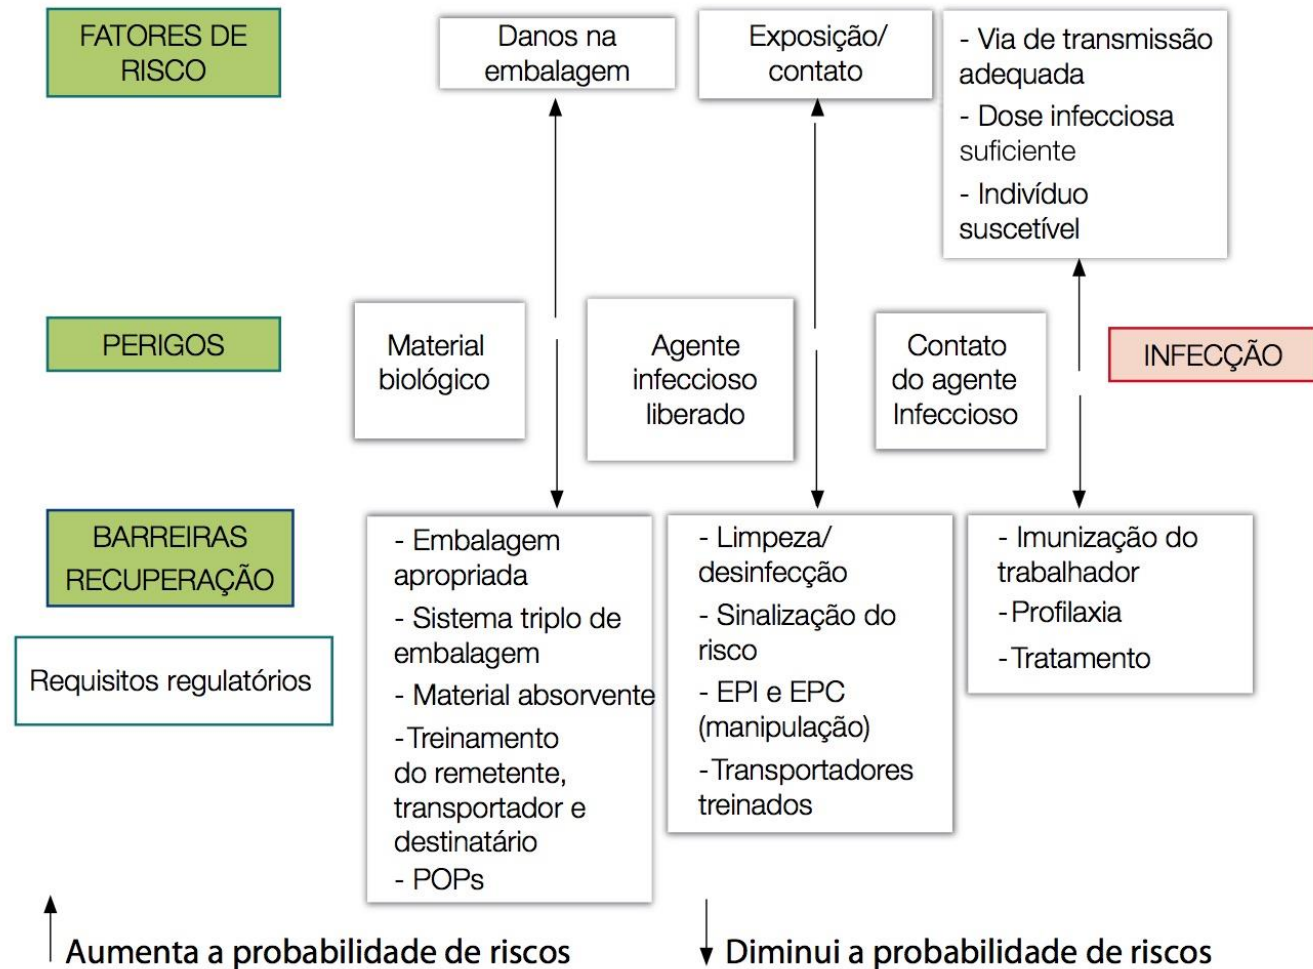 FATORES DE
RISCO
Danos na
embalagem
Exposição/
contato
- Via de transmissão
adequada
- Dose infecciosa
suficiente
- Indivíduo
suscetível
PERIGOS
Material
biológico
Agente
infeccioso
liberado
Contato
do agente
Infeccioso
INFECÇÃO
BARREIRAS
RECUPERAÇÃO
Requisitos regulatórios
- Embalagem
apropriada
- Sistema triplo de
embalagem
- Material absorvente
- Treinamento
do remetente,
transportador e
destinatário
- POPs
- Limpeza/
desinfecção
- Sinalização do
risco
- EPI e EPC
(manipulação)
- Transportadores
treinados
- Imunização do
trabalhador
- Profilaxia
- Tratamento
Aumenta a probabilidade de riscos
Diminui a probabilidade de riscos